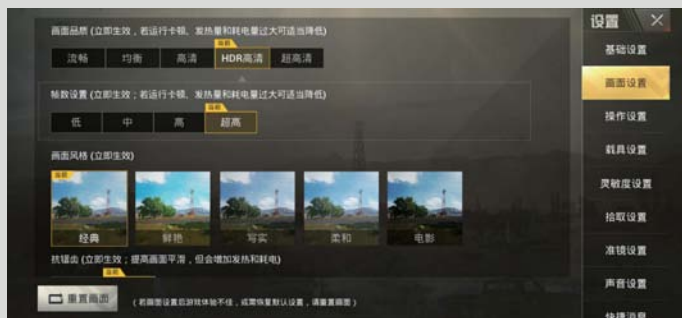 画面品质 (立即生效，若运行卡顿、发热量和耗电量过大可适当降低)
当前
流畅 均衡 高清 HDR高清 超高清
帧数设置 (立即生效；若运行卡顿、发热量和耗电量过大可适当降低)
当前
低 中 高 超高
画面风格 (立即生效)
当前
经典 鲜艳 写实 柔和 电影
抗锯齿 (立即生效；提高画面平滑，但会增加发热和耗电)
当前
重置画面
(若画面设置后游戏体验不佳，或需恢复默认设置，请重置画面)
设置
基础设置
画面设置
操作设置
载具设置
灵敏度设置
拾取设置
准镜设置
声音设置
快捷消息